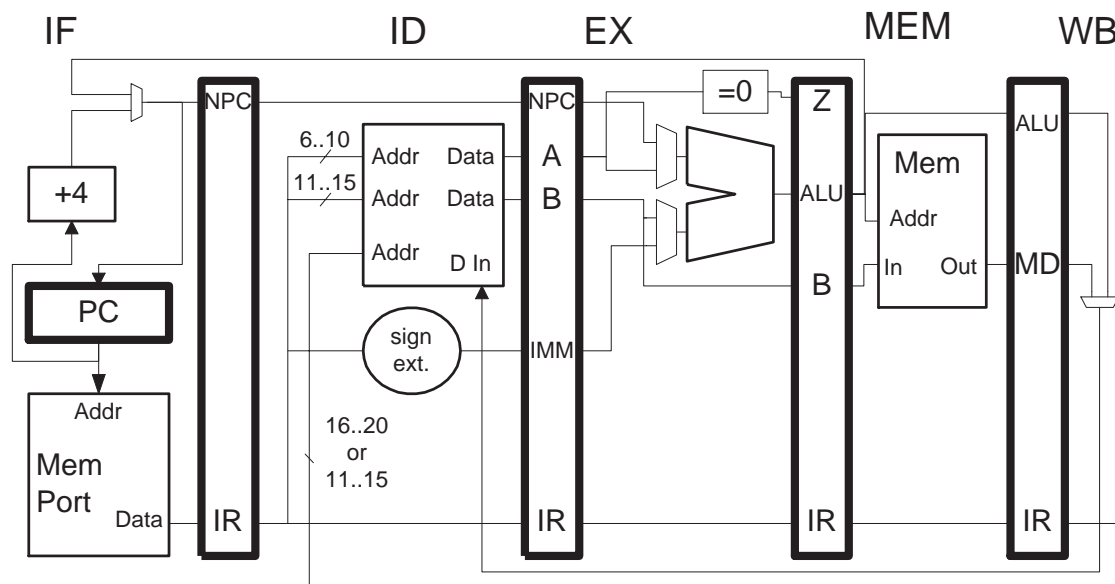 IF
ID
EX
MEM
WB
NPC
NPC
=0
Z
ALU
+4
6..10
Addr
Data
A
Mem
11..15
Addr
Data
B
ALU
Addr
Addr
D In
In
Out
MD
B
PC
sign
ext.
IMM
Addr
Mem
Port
Data
16..20
or
11..15
IR
IR
IR
IR